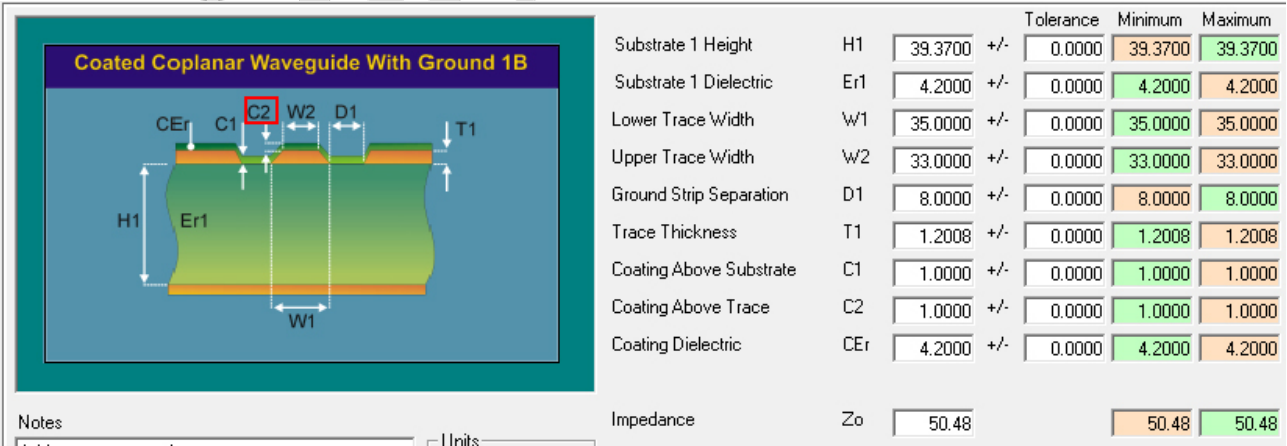 Tolerance Minimum Maximum
Coated Coplanar Waveguide With Ground 1B
CEr C1 C2 W2 D1 T1
H1 Er1
W1
Substrate 1 Height H1 39.3700 +/- 0.0000 39.3700 39.3700
Substrate 1 Dielectric Er1 4.2000 +/- 0.0000 4.2000 4.2000
Lower Trace Width W1 35.0000 +/- 0.0000 35.0000 35.0000
Upper Trace Width W2 33.0000 +/- 0.0000 33.0000 33.0000
Ground Strip Separation D1 8.0000 +/- 0.0000 8.0000 8.0000
Trace Thickness T1 1.2008 +/- 0.0000 1.2008 1.2008
Coating Above Substrate C1 1.0000 +/- 0.0000 1.0000 1.0000
Coating Above Trace C2 1.0000 +/- 0.0000 1.0000 1.0000
Coating Dielectric CEr 4.2000 +/- 0.0000 4.2000 4.2000
Impedance Zo 50.48 50.48 50.48
Notes
Units